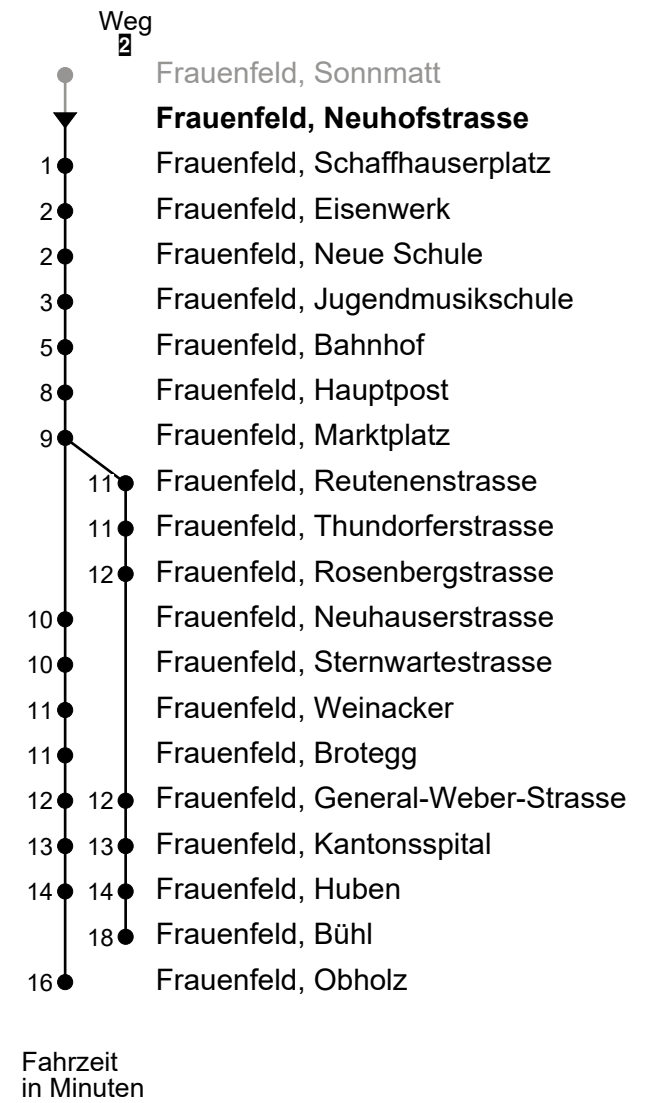 Weg
2
Frauenfeld, Sonnmatt
Frauenfeld, Neuhofstrasse
1 Frauenfeld, Schaffhauserplatz
2 Frauenfeld, Eisenwerk
2 Frauenfeld, Neue Schule
3 Frauenfeld, Jugendmusikschule
5 Frauenfeld, Bahnhof
8 Frauenfeld, Hauptpost
9 Frauenfeld, Marktplatz
11 Frauenfeld, Reutenenstrasse
11 Frauenfeld, Thundorferstrasse
12 Frauenfeld, Rosenbergstrasse
10 Frauenfeld, Neuhauserstrasse
10 Frauenfeld, Sternwartestrasse
11 Frauenfeld, Weinacker
11 Frauenfeld, Brotegg
12 12 Frauenfeld, General-Weber-Strasse
13 13 Frauenfeld, Kantonsspital
14 14 Frauenfeld, Huben
18 Frauenfeld, Bühl
16 Frauenfeld, Obholz
Fahrzeit
in Minuten